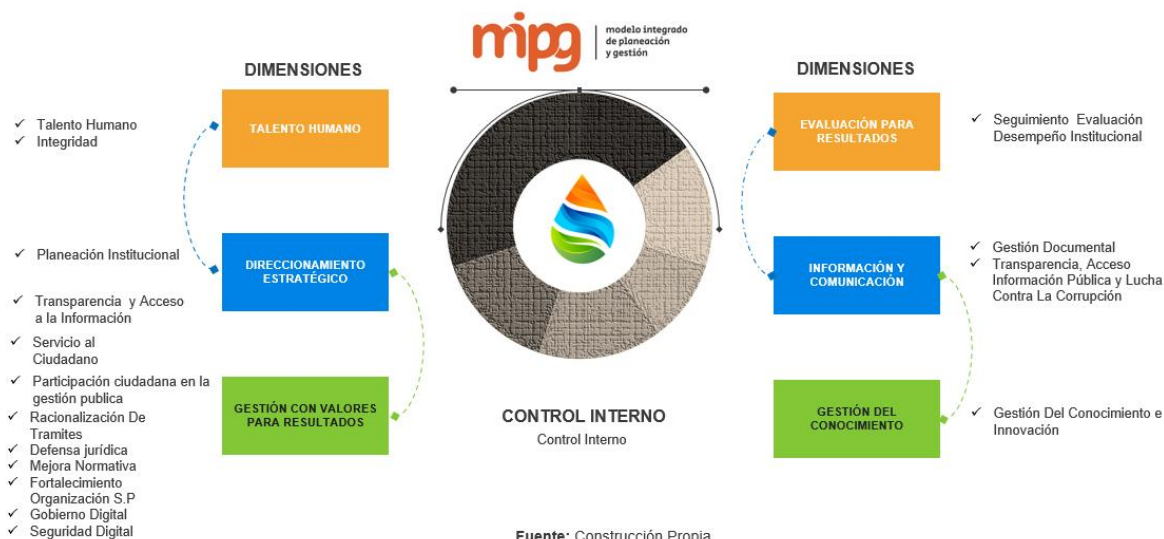 mipg
modelo integrado
de planeación
y gestión
DIMENSIONES
TALENTO HUMANO
✓ Talento Humano
✓ Integridad
DIRECCIONAMIENTO
ESTRATÉGICO
✓ Planeación Institucional
✓ Transparencia y Acceso
a la Información
✓ Servicio al
Ciudadano
✓ Participación ciudadana en la
gestión publica
✓ Racionalización De
Tramites
✓ Defensa jurídica
✓ Mejora Normativa
✓ Fortalecimiento
Organización S.P
✓ Gobierno Digital
✓ Seguridad Digital
GESTIÓN CON VALORES
PARA RESULTADOS
CONTROL INTERNO
Control Interno
DIMENSIONES
EVALUACIÓN PARA
RESULTADOS
✓ Seguimiento Evaluación
Desempeño Institucional
INFORMACIÓN Y
COMUNICACIÓN
✓ Gestión Documental
✓ Transparencia, Acceso
Información Pública y Lucha
Contra La Corrupción
GESTIÓN DEL
CONOCIMIENTO
✓ Gestión Del Conocimiento e
Innovación
Fuente: Construcción Propia